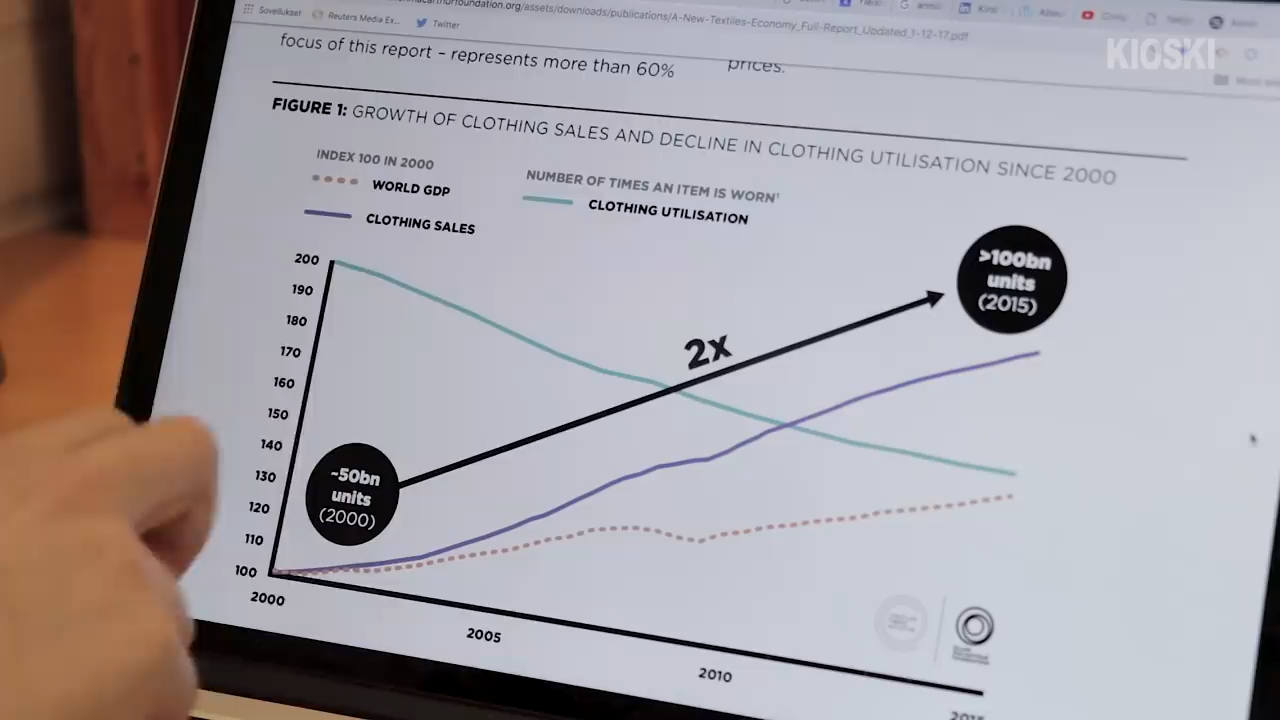 arthurfoundation.org/assets/downloads/publications/A-New-Textiles-Economy_Full-Report_Updated_1-12-17.pdf
Sovellukset
Reuters Media Ex...
Twitter
KIOSKI
focus of this report – represents more than 60%
prices.
FIGURE 1: GROWTH OF CLOTHING SALES AND DECLINE IN CLOTHING UTILISATION SINCE 2000
INDEX 100 IN 2000
WORLD GDP
CLOTHING SALES
NUMBER OF TIMES AN ITEM IS WORN¹
CLOTHING UTILISATION
200
190
180
170
160
150
140
130
120
110
100
~50bn
units
(2000)
2x
>100bn
units
(2015)
2000
2005
2010
2015